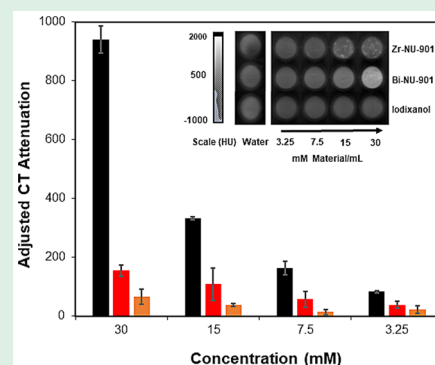 Adjusted CT Attenuation
1000
800
600
400
200
0
30 15 7.5 3.25
Concentration (mM)
2000
500
-1000
Scale (HU) Water 3.25 7.5 15 30
mM Material/mL
Zr-NU-901
Bi-NU-901
Iodixanol